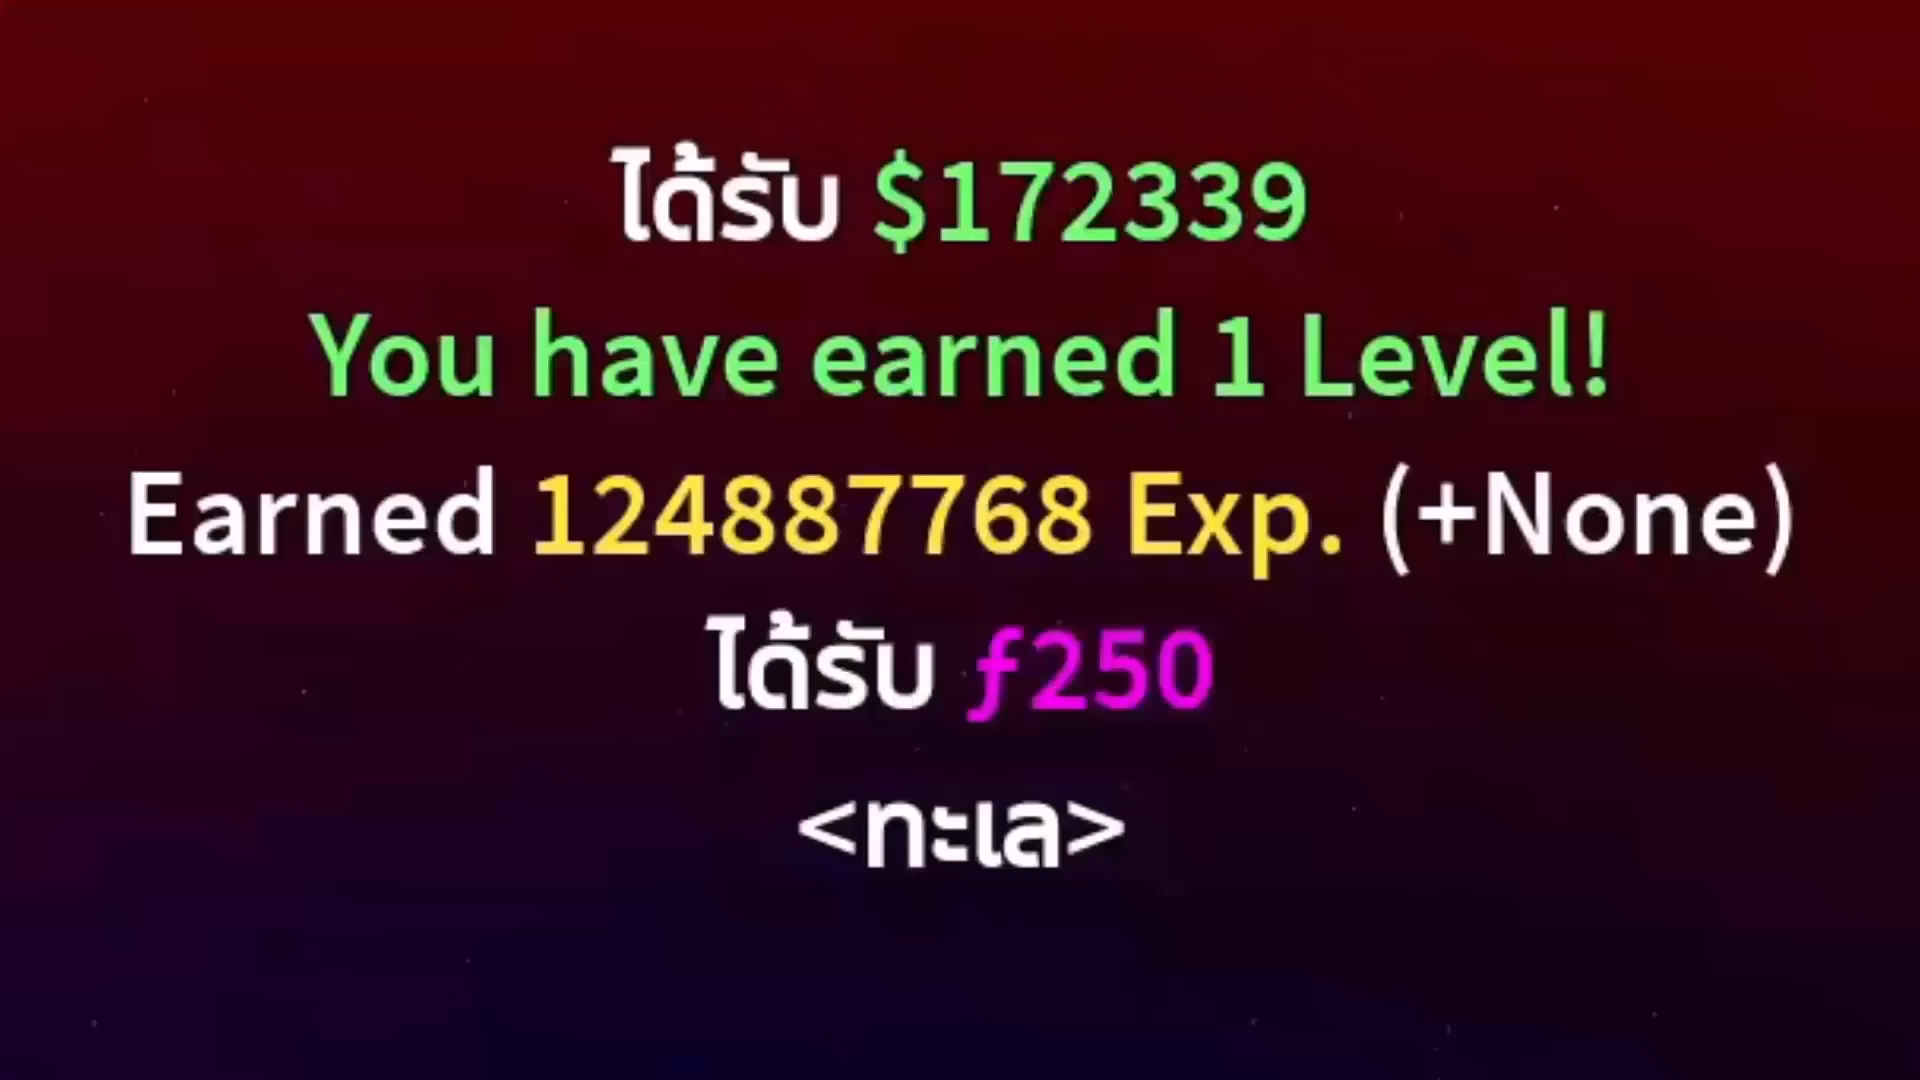 ได้รับ $172339
You have earned 1 Level!
Earned 124887768 Exp. (+None)
ได้รับ ƒ250
<ทะเล>